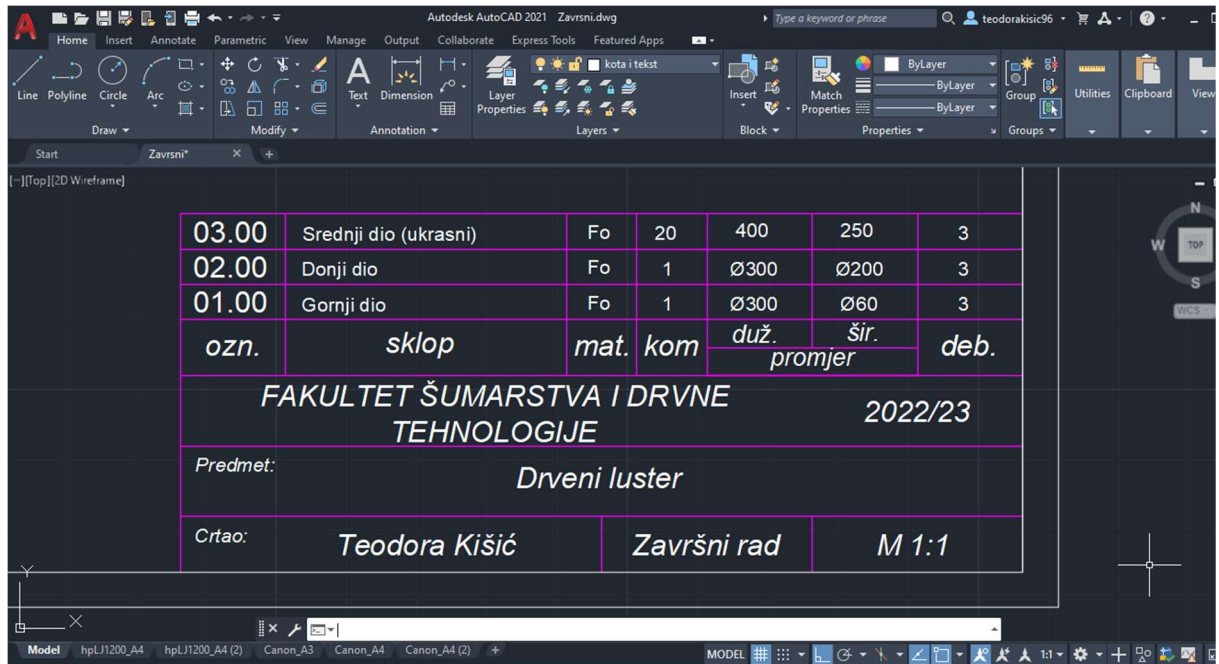 Autodesk AutoCAD 2021 Zavrsni.dwg
Type a keyword or phrase
teodorakisic96
Home Insert Annotate Parametric View Manage Output Collaborate Express Tools Featured Apps
Line Polyline Circle Arc
Text Dimension
Layer Properties
kota i tekst
Insert
Match Properties
ByLayer
ByLayer
ByLayer
Group
Utilities
Clipboard
View
Draw Modify Annotation Layers Block Properties Groups
Start Zavrsni*
[−][Top][2D Wireframe]
N
W TOP
S
WCS
03.00 Srednji dio (ukrasni) Fo 20 400 250 3
02.00 Donji dio Fo 1 Ø300 Ø200 3
01.00 Gornji dio Fo 1 Ø300 Ø60 3
ozn. sklop mat. kom duž. šir. deb.
promjer
FAKULTET ŠUMARSTVA I DRVNE
TEHNOLOGIJE
2022/23
Predmet:
Drveni luster
Crtao:
Teodora Kišić Završni rad M 1:1
Y
X
Model hpLJ1200_A4 hpLJ1200_A4 (2) Canon_A3 Canon_A4 Canon_A4 (2)
MODEL 1:1